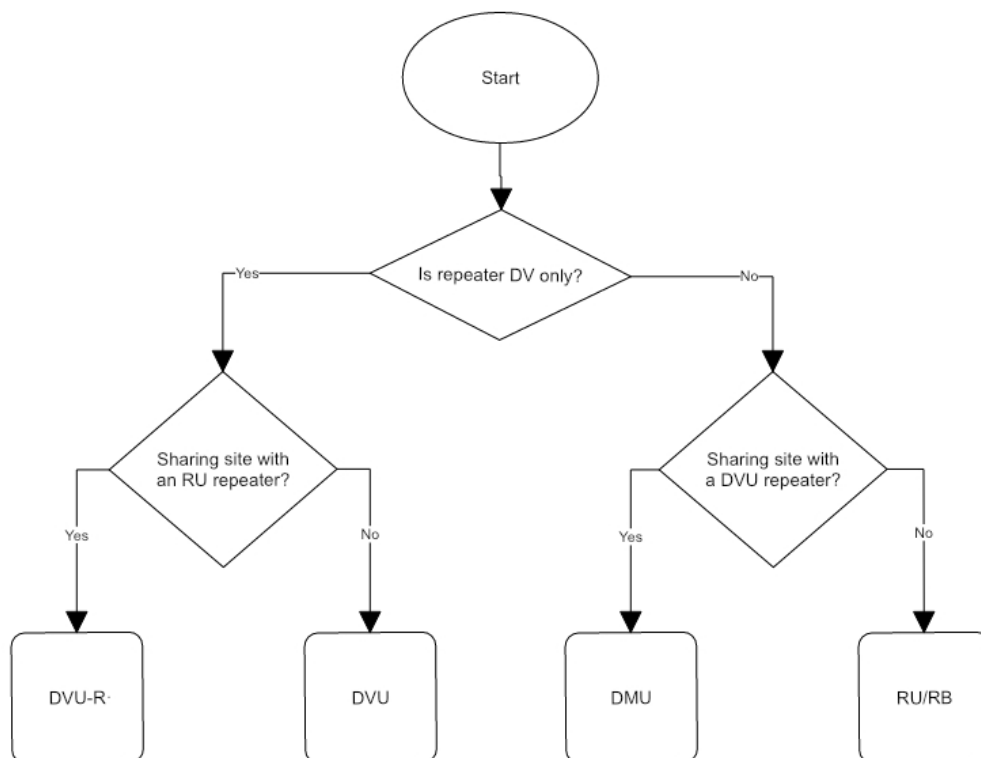 Start
Is repeater DV only?
Yes
No
Sharing site with
an RU repeater?
Sharing site with
a DVU repeater?
Yes
No
Yes
No
DVU-R·
DVU
DMU
RU/RB